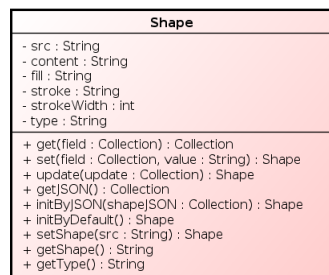 Shape
- src : String
- content : String
- fill : String
- stroke : String
- strokeWidth : int
- type : String
+ get(field : Collection) : Collection
+ set(field : Collection, value : String) : Shape
+ update(update : Collection) : Shape
+ getJSON() : Collection
+ initByJSON(shapeJSON : Collection) : Shape
+ initByDefault() : Shape
+ setShape(src : String) : Shape
+ getShape() : String
+ getType() : String